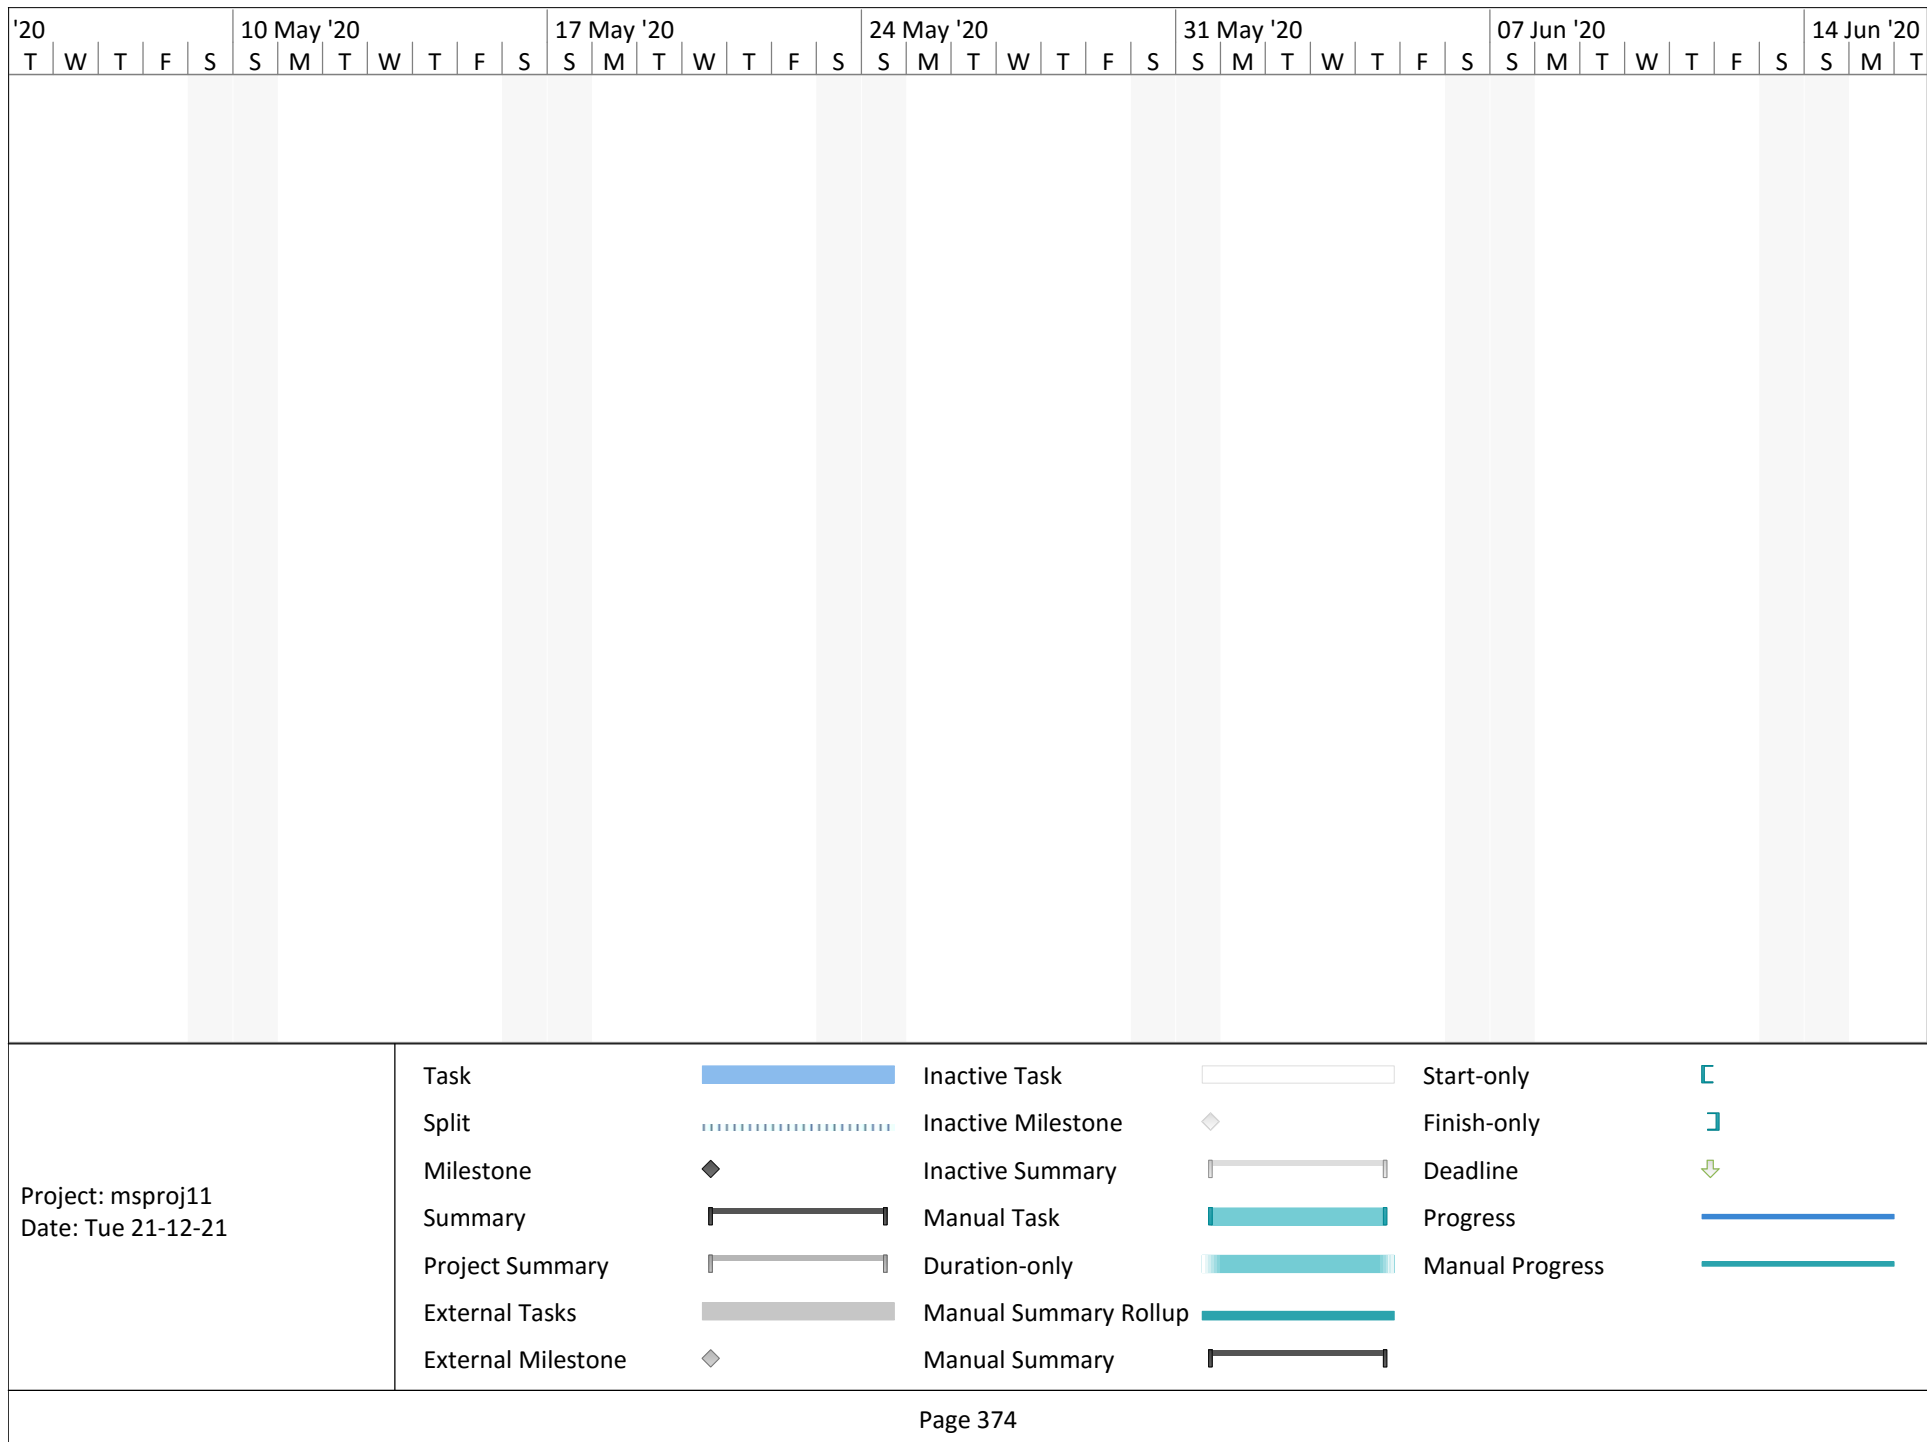 '20 10 May '20 17 May '20 24 May '20 31 May '20 07 Jun '20 14 Jun '20
T W T F S S M T W T F S S M T W T F S S M T W T F S S M T W T F S S M T W T F S S M T
Task Inactive Task Start-only
Split Inactive Milestone Finish-only
Milestone Inactive Summary Deadline
Project: msproj11
Date: Tue 21-12-21
Summary Manual Task Progress
Project Summary Duration-only Manual Progress
External Tasks Manual Summary Rollup
External Milestone Manual Summary
Page 374